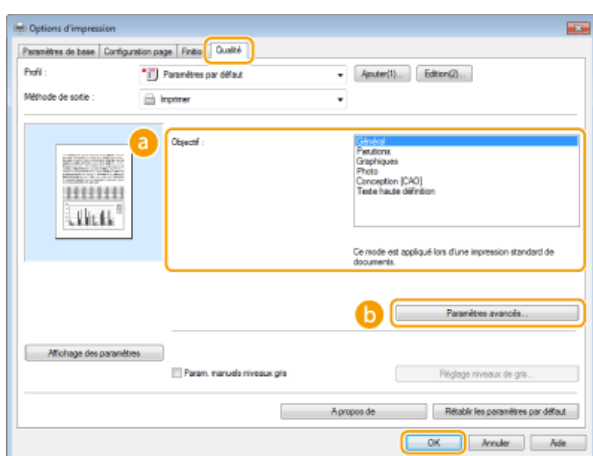 Options d'impression
Paramètres de base Configuration page Finitio Qualité
Profil : Paramètres par défaut Ajouter(1)... Edition(2)...
Méthode de sortie : Imprimer
a
Objectif :
Général
Parutions
Graphiques
Photo
Conception [CAO]
Texte haute définition
Ce mode est appliqué lors d'une impression standard de
documents.
b Paramètres avancés...
Affichage des paramètres
Param. manuels niveaux gris Réglage niveaux de gris...
A propos de Rétablir les paramètres par défaut
OK Annuler Aide